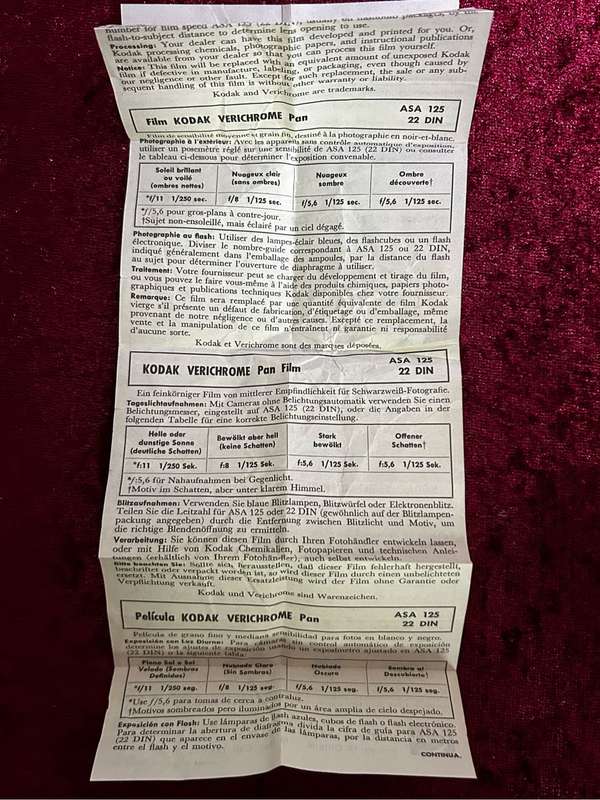 number for film speed ASA 125 (22 DIN), usually on flashbulb packages, by the
flash-to-subject distance to determine lens opening to use.
Processing: Your dealer can have this film developed and printed for you. Or,
Kodak processing chemicals, photographic papers, and instructional publications
are available from your dealer so that you can process this film yourself.
Notice: This film will be replaced with an equivalent amount of unexposed Kodak
film if defective in manufacture, labeling, or packaging, even though caused by
our negligence or other fault. Except for such replacement, the sale or any sub-
sequent handling of this film is without other warranty or liability.
Kodak and Verichrome are trademarks.
Film KODAK VERICHROME Pan
ASA 125
22 DIN
Film de sensibilité moyenne et grain fin, destiné à la photographie en noir-et-blanc.
Photographie à l'extérieur: Avec les appareils sans contrôle automatique d'exposition,
utiliser un posemètre réglé sur une sensibilité de ASA 125 (22 DIN) ou consulter
le tableau ci-dessous pour déterminer l'exposition convenable.
Soleil brillant
ou voilé
(ombres nettes)
Nuageux clair
(sans ombres)
Nuageux
sombre
Ombre
découverte†
*f/11 1/250 sec.
f/8 1/125 sec.
f/5,6 1/125 sec.
f/5,6 1/125 sec.
*f/5,6 pour gros-plans à contre-jour.
†Sujet non-ensoleillé, mais éclairé par un ciel dégagé.
Photographie au flash: Utiliser des lampes-éclair bleues, des flashcubes ou un flash
électronique. Diviser le nombre-guide correspondant à ASA 125 ou 22 DIN,
indiqué généralement dans l'emballage des ampoules, par la distance du flash
au sujet pour déterminer l'ouverture de diaphragme à utiliser.
Traitement: Votre fournisseur peut se charger du développement et tirage du film,
ou vous pouvez le faire vous-même à l'aide des produits chimiques, papiers photo-
graphiques et publications techniques Kodak disponibles chez votre fournisseur.
Remarque: Ce film sera remplacé par une quantité équivalente de film Kodak
vierge s'il présente un défaut de fabrication, d'étiquetage ou d'emballage, même
provenant de notre négligence ou d'autres causes. Excepté ce remplacement, la
vente et la manipulation de ce film n'entraînent ni garantie ni responsabilité
d'aucune sorte.
Kodak et Verichrome sont des marques déposées.
KODAK VERICHROME Pan Film
ASA 125
22 DIN
Ein feinkörniger Film von mittlerer Empfindlichkeit für Schwarzweiß-Fotografie.
Tageslichtaufnahmen: Mit Cameras ohne Belichtungsautomatik verwenden Sie einen
Belichtungsmesser, eingestellt auf ASA 125 (22 DIN), oder die Angaben in der
folgenden Tabelle für eine korrekte Belichtungseinstellung.
Helle oder
dunstige Sonne
(deutliche Schatten)
Bewölkt aber hell
(keine Schatten)
Stark
bewölkt
Offener
Schatten†
*f:11 1/250 Sek.
f:8 1/125 Sek.
f:5,6 1/125 Sek.
f:5,6 1/125 Sek.
*f:5,6 für Nahaufnahmen bei Gegenlicht.
†Motiv im Schatten, aber unter klarem Himmel.
Blitzaufnahmen: Verwenden Sie blaue Blitzlampen, Blitzwürfel oder Elektronenblitz.
Teilen Sie die Leitzahl für ASA 125 oder 22 DIN (gewöhnlich auf der Blitzlampen-
packung angegeben) durch die Entfernung zwischen Blitzlicht und Motiv, um
die richtige Blendenöffnung zu ermitteln.
Verarbeitung: Sie können diesen Film durch Ihren Fotohändler entwickeln lassen,
oder mit Hilfe von Kodak Chemikalien, Fotopapieren und technischen Anlei-
tungen (erhältlich von Ihrem Fotohändler), auch selbst entwickeln.
Bitte beachten Sie: Sollte sich herausstellen, daß dieser Film fehlerhaft hergestellt,
beschriftet oder verpackt worden ist, so wird dieser Film durch einen unbelichteten
ersetzt. Mit Ausnahme dieser Ersatzleistung wird der Film ohne Garantie oder
Verpflichtung verkauft.
Kodak und Verichrome sind Warenzeichen.
Película KODAK VERICHROME Pan
ASA 125
22 DIN
Película de grano fino y mediana sensibilidad para fotos en blanco y negro.
Exposición con Luz Diurna: Para cámaras sin control automático de exposición
determine los ajustes de exposición usando un exposímetro ajustado en ASA 125
(22 DIN) o la siguiente tabla:
Pleno Sol o Sol
Velado (Sombras
Definidas)
Nublado Claro
(Sin Sombras)
Nublado
Oscuro
Sombra al
Descubierto†
*f/11 1/250 seg.
f/8 1/125 seg.
f/5,6 1/125 seg.
f/5,6 1/125 seg.
*Use f/5,6 para tomas de cerca a contraluz.
†Motivos sombreados pero iluminados por un área amplia de cielo despejado.
Exposición con Flash: Use lámparas de flash azules, cubos de flash o flash electrónico.
Para determinar la abertura de diafragma divida la cifra de guía para ASA 125
(22 DIN) que aparece en el envase de las lámparas, por la distancia en metros
entre el flash y el motivo.
CONTINUA.